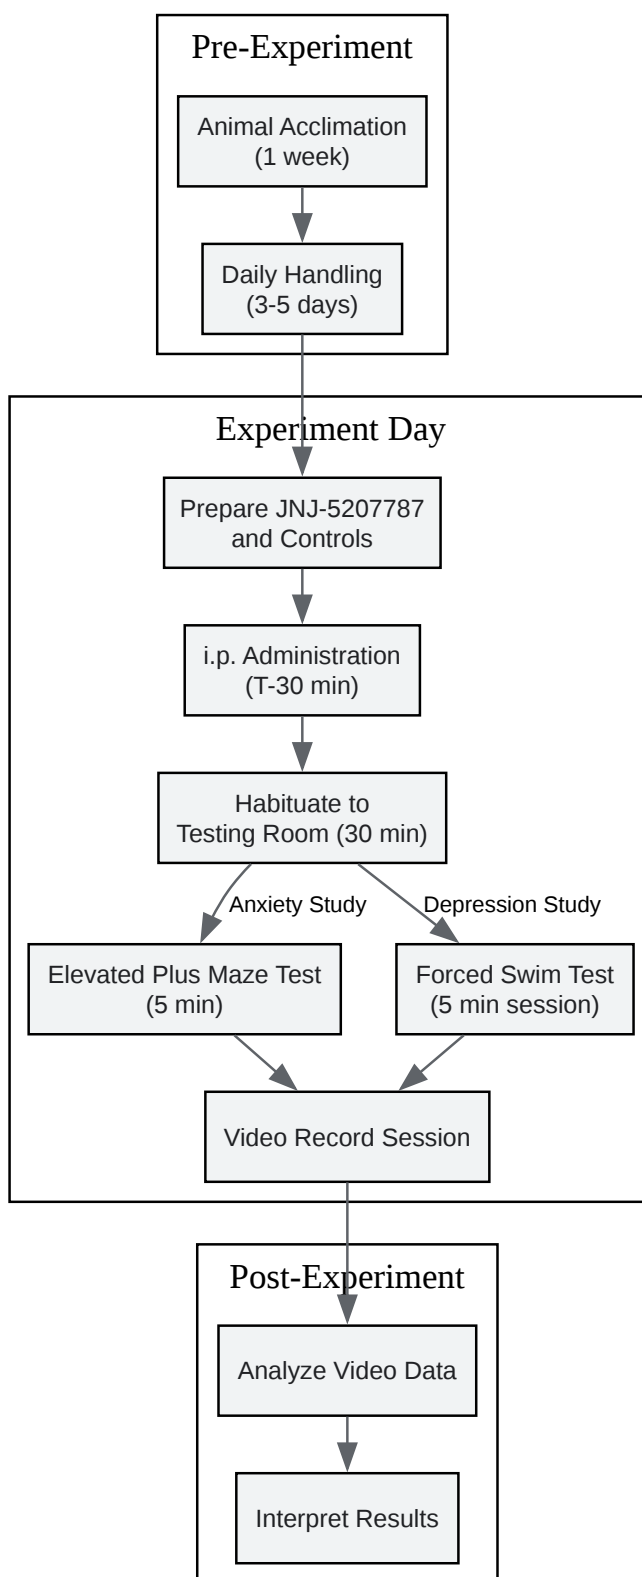 Pre-Experiment
Animal Acclimation
(1 week)
Daily Handling
(3-5 days)
Experiment Day
Prepare JNJ-5207787
and Controls
i.p. Administration
(T-30 min)
Habituate to
Testing Room (30 min)
Anxiety Study
Depression Study
Elevated Plus Maze Test
(5 min)
Forced Swim Test
(5 min session)
Video Record Session
Post-Experiment
Analyze Video Data
Interpret Results